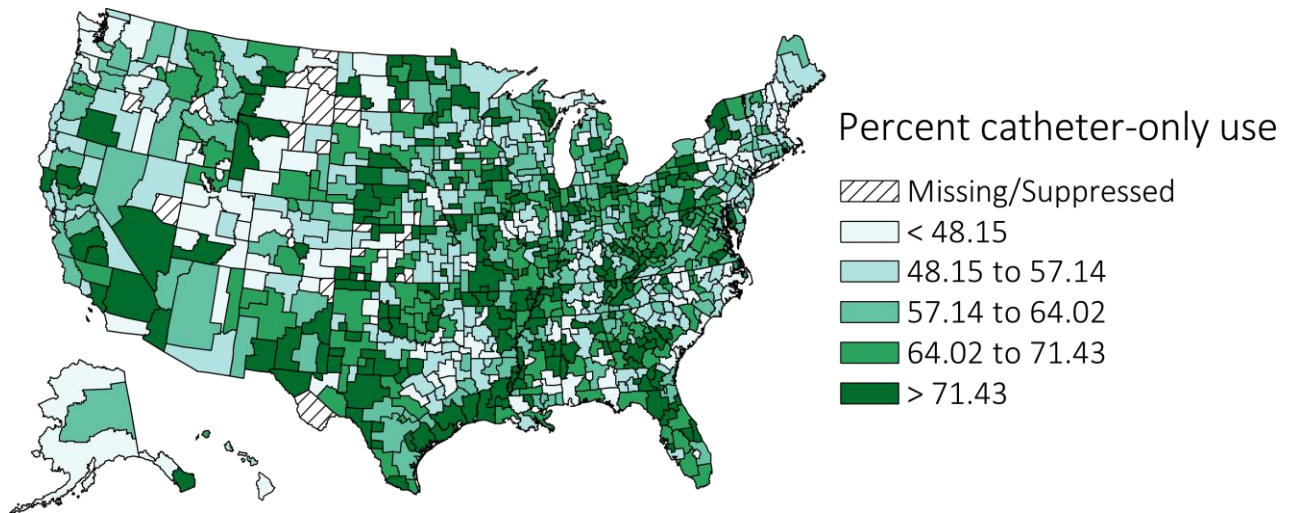 Percent catheter-only use
Missing/Suppressed
< 48.15
48.15 to 57.14
57.14 to 64.02
64.02 to 71.43
> 71.43